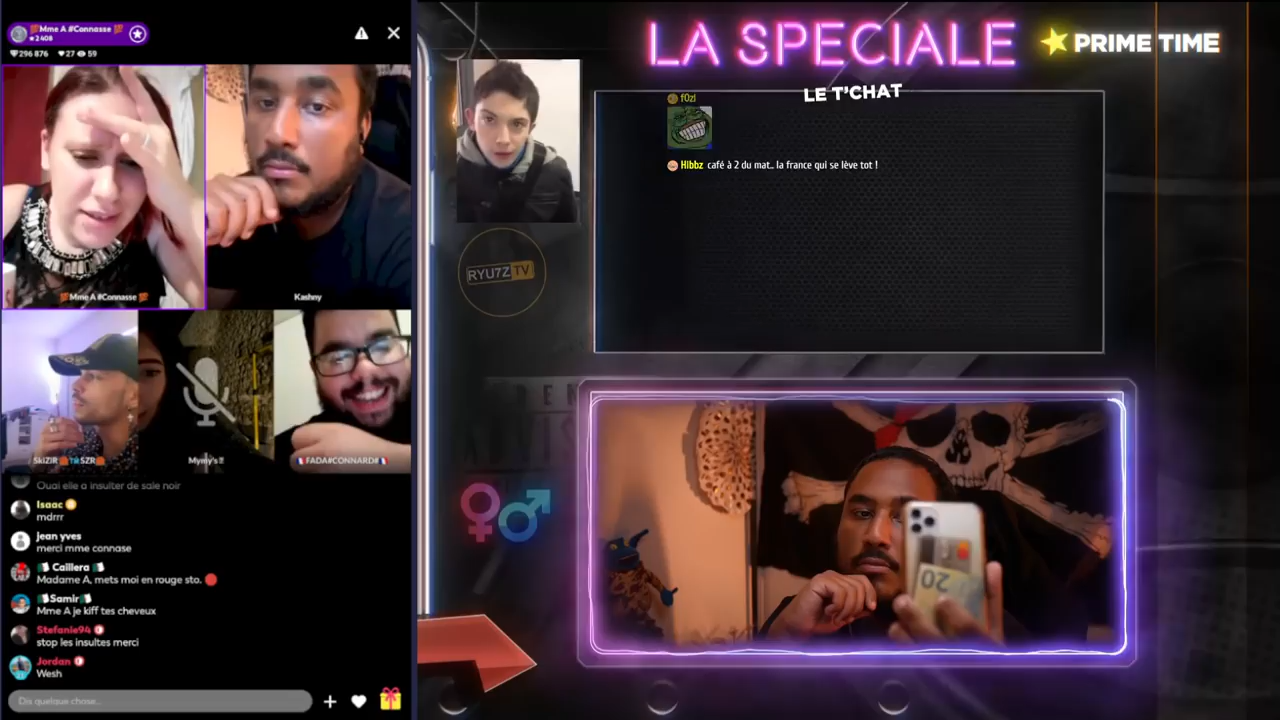 💯Mme A #Connasse 💯
★2 408
296 876 ♥27 59
💯Mme A #Connasse 💯
Kashny
SkiZIR SZR
Mymy's
🇫🇷 FADA#CONNARD#🇫🇷
Ouai elle a insulter de sale noir
Isaac
mdrrr
Jean yves
merci mme connase
Caillera
Madame A, mets moi en rouge sto. 🔴
Samir
Mme A je kiff tes cheveux
Stefanie94
stop les insultes merci
Jordan
Wesh
Dis quelque chose...
LA SPECIALE
PRIME TIME
LE T'CHAT
f0zl
Hibbz café à 2 du mat.. la france qui se lève tot !
RYU7Z TV
20